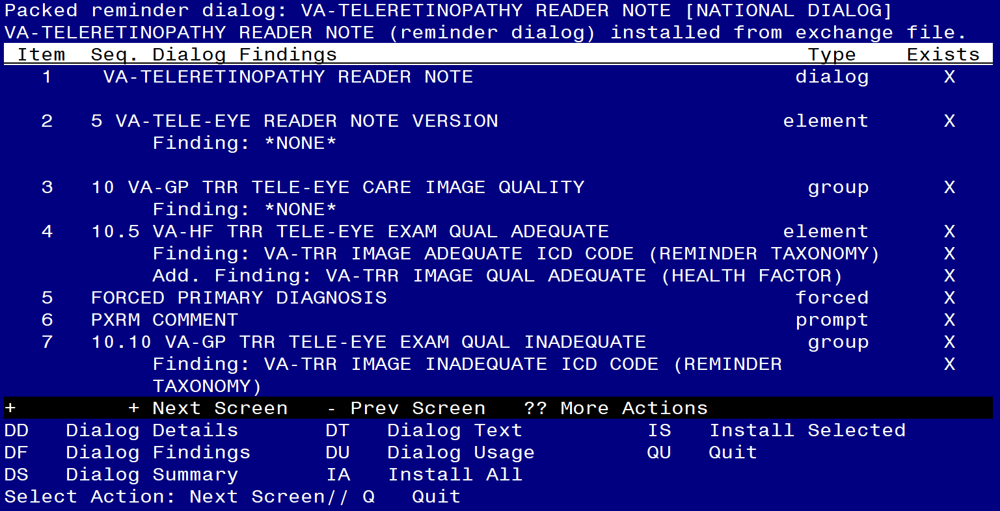 Packed reminder dialog: VA-TELERETINOPATHY READER NOTE [NATIONAL DIALOG]
VA-TELERETINOPATHY READER NOTE (reminder dialog) installed from exchange file.
Item Seq. Dialog Findings Type Exists
1 VA-TELERETINOPATHY READER NOTE dialog X
2 5 VA-TELE-EYE READER NOTE VERSION element X
Finding: *NONE*
3 10 VA-GP TRR TELE-EYE CARE IMAGE QUALITY group X
Finding: *NONE*
4 10.5 VA-HF TRR TELE-EYE EXAM QUAL ADEQUATE element X
Finding: VA-TRR IMAGE ADEQUATE ICD CODE (REMINDER TAXONOMY) X
Add. Finding: VA-TRR IMAGE QUAL ADEQUATE (HEALTH FACTOR) X
5 FORCED PRIMARY DIAGNOSIS forced X
6 PXRM COMMENT prompt X
7 10.10 VA-GP TRR TELE-EYE EXAM QUAL INADEQUATE group X
Finding: VA-TRR IMAGE INADEQUATE ICD CODE (REMINDER X
TAXONOMY)
+ + Next Screen - Prev Screen ?? More Actions
DD Dialog Details DT Dialog Text IS Install Selected
DF Dialog Findings DU Dialog Usage QU Quit
DS Dialog Summary IA Install All
Select Action: Next Screen// Q Quit